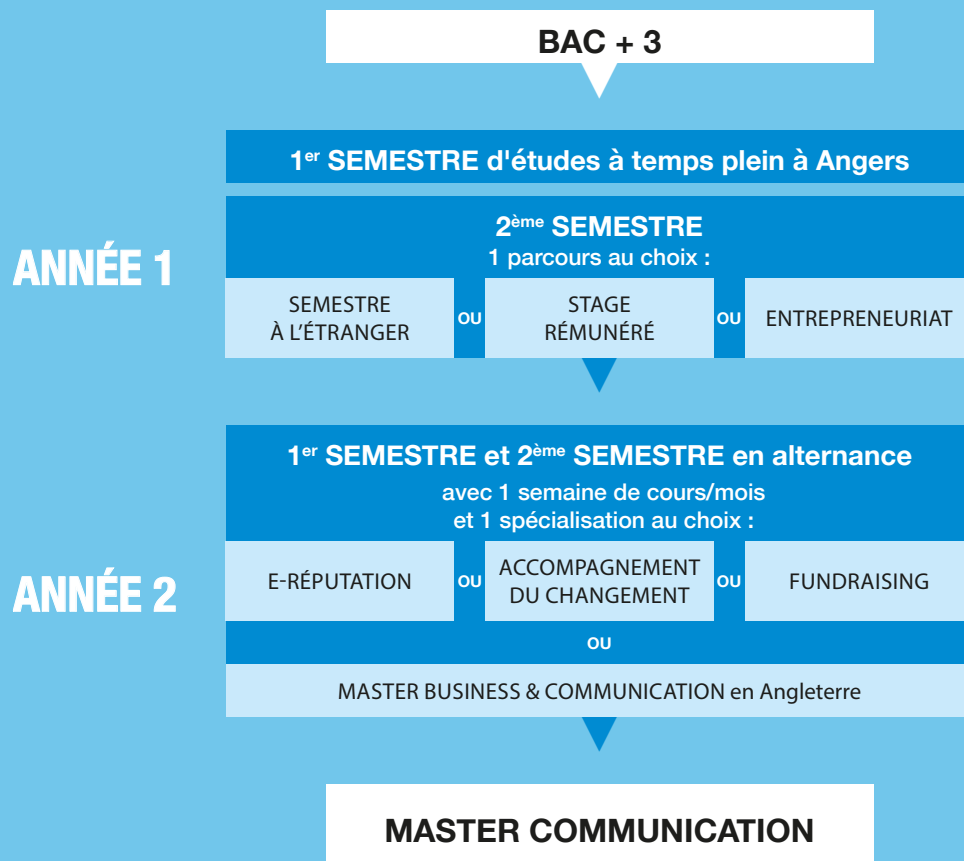 BAC + 3
1er SEMESTRE d'études à temps plein à Angers
ANNÉE 1
2ème SEMESTRE
1 parcours au choix :
SEMESTRE
À L'ÉTRANGER
OU
STAGE
RÉMUNÉRÉ
OU
ENTREPRENEURIAT
1er SEMESTRE et 2ème SEMESTRE en alternance
avec 1 semaine de cours/mois
et 1 spécialisation au choix :
ANNÉE 2
E-RÉPUTATION
OU
ACCOMPAGNEMENT
DU CHANGEMENT
OU
FUNDRAISING
OU
MASTER BUSINESS & COMMUNICATION en Angleterre
MASTER COMMUNICATION